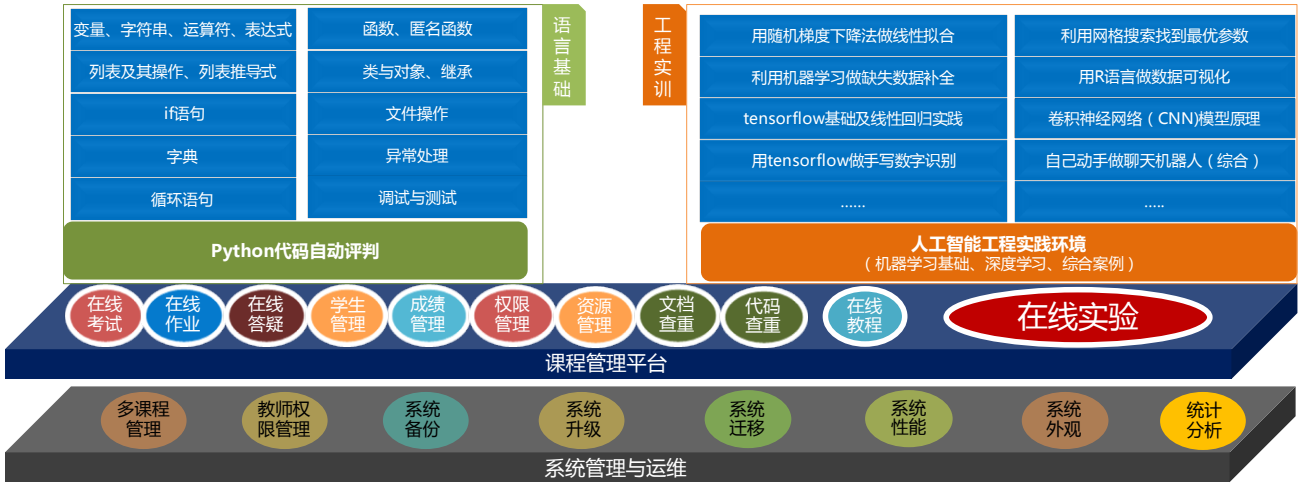 变量、字符串、运算符、表达式
列表及其操作、列表推导式
if语句
字典
循环语句
函数、匿名函数
类与对象、继承
文件操作
异常处理
调试与测试
语
言
基
础
Python代码自动评判
工
程
实
训
用随机梯度下降法做线性拟合
利用机器学习做缺失数据补全
tensorflow基础及线性回归实践
用tensorflow做手写数字识别
......
利用网格搜索找到最优参数
用R语言做数据可视化
卷积神经网络（CNN)模型原理
自己动手做聊天机器人（综合）
.....
人工智能工程实践环境
（机器学习基础、深度学习、综合案例）
在线
考试
在线
作业
在线
答疑
学生
管理
成绩
管理
权限
管理
资源
管理
文档
查重
代码
查重
在线
教程
在线实验
课程管理平台
多课程
管理
教师权
限管理
系统
备份
系统
升级
系统
迁移
系统
性能
系统
外观
统计
分析
系统管理与运维